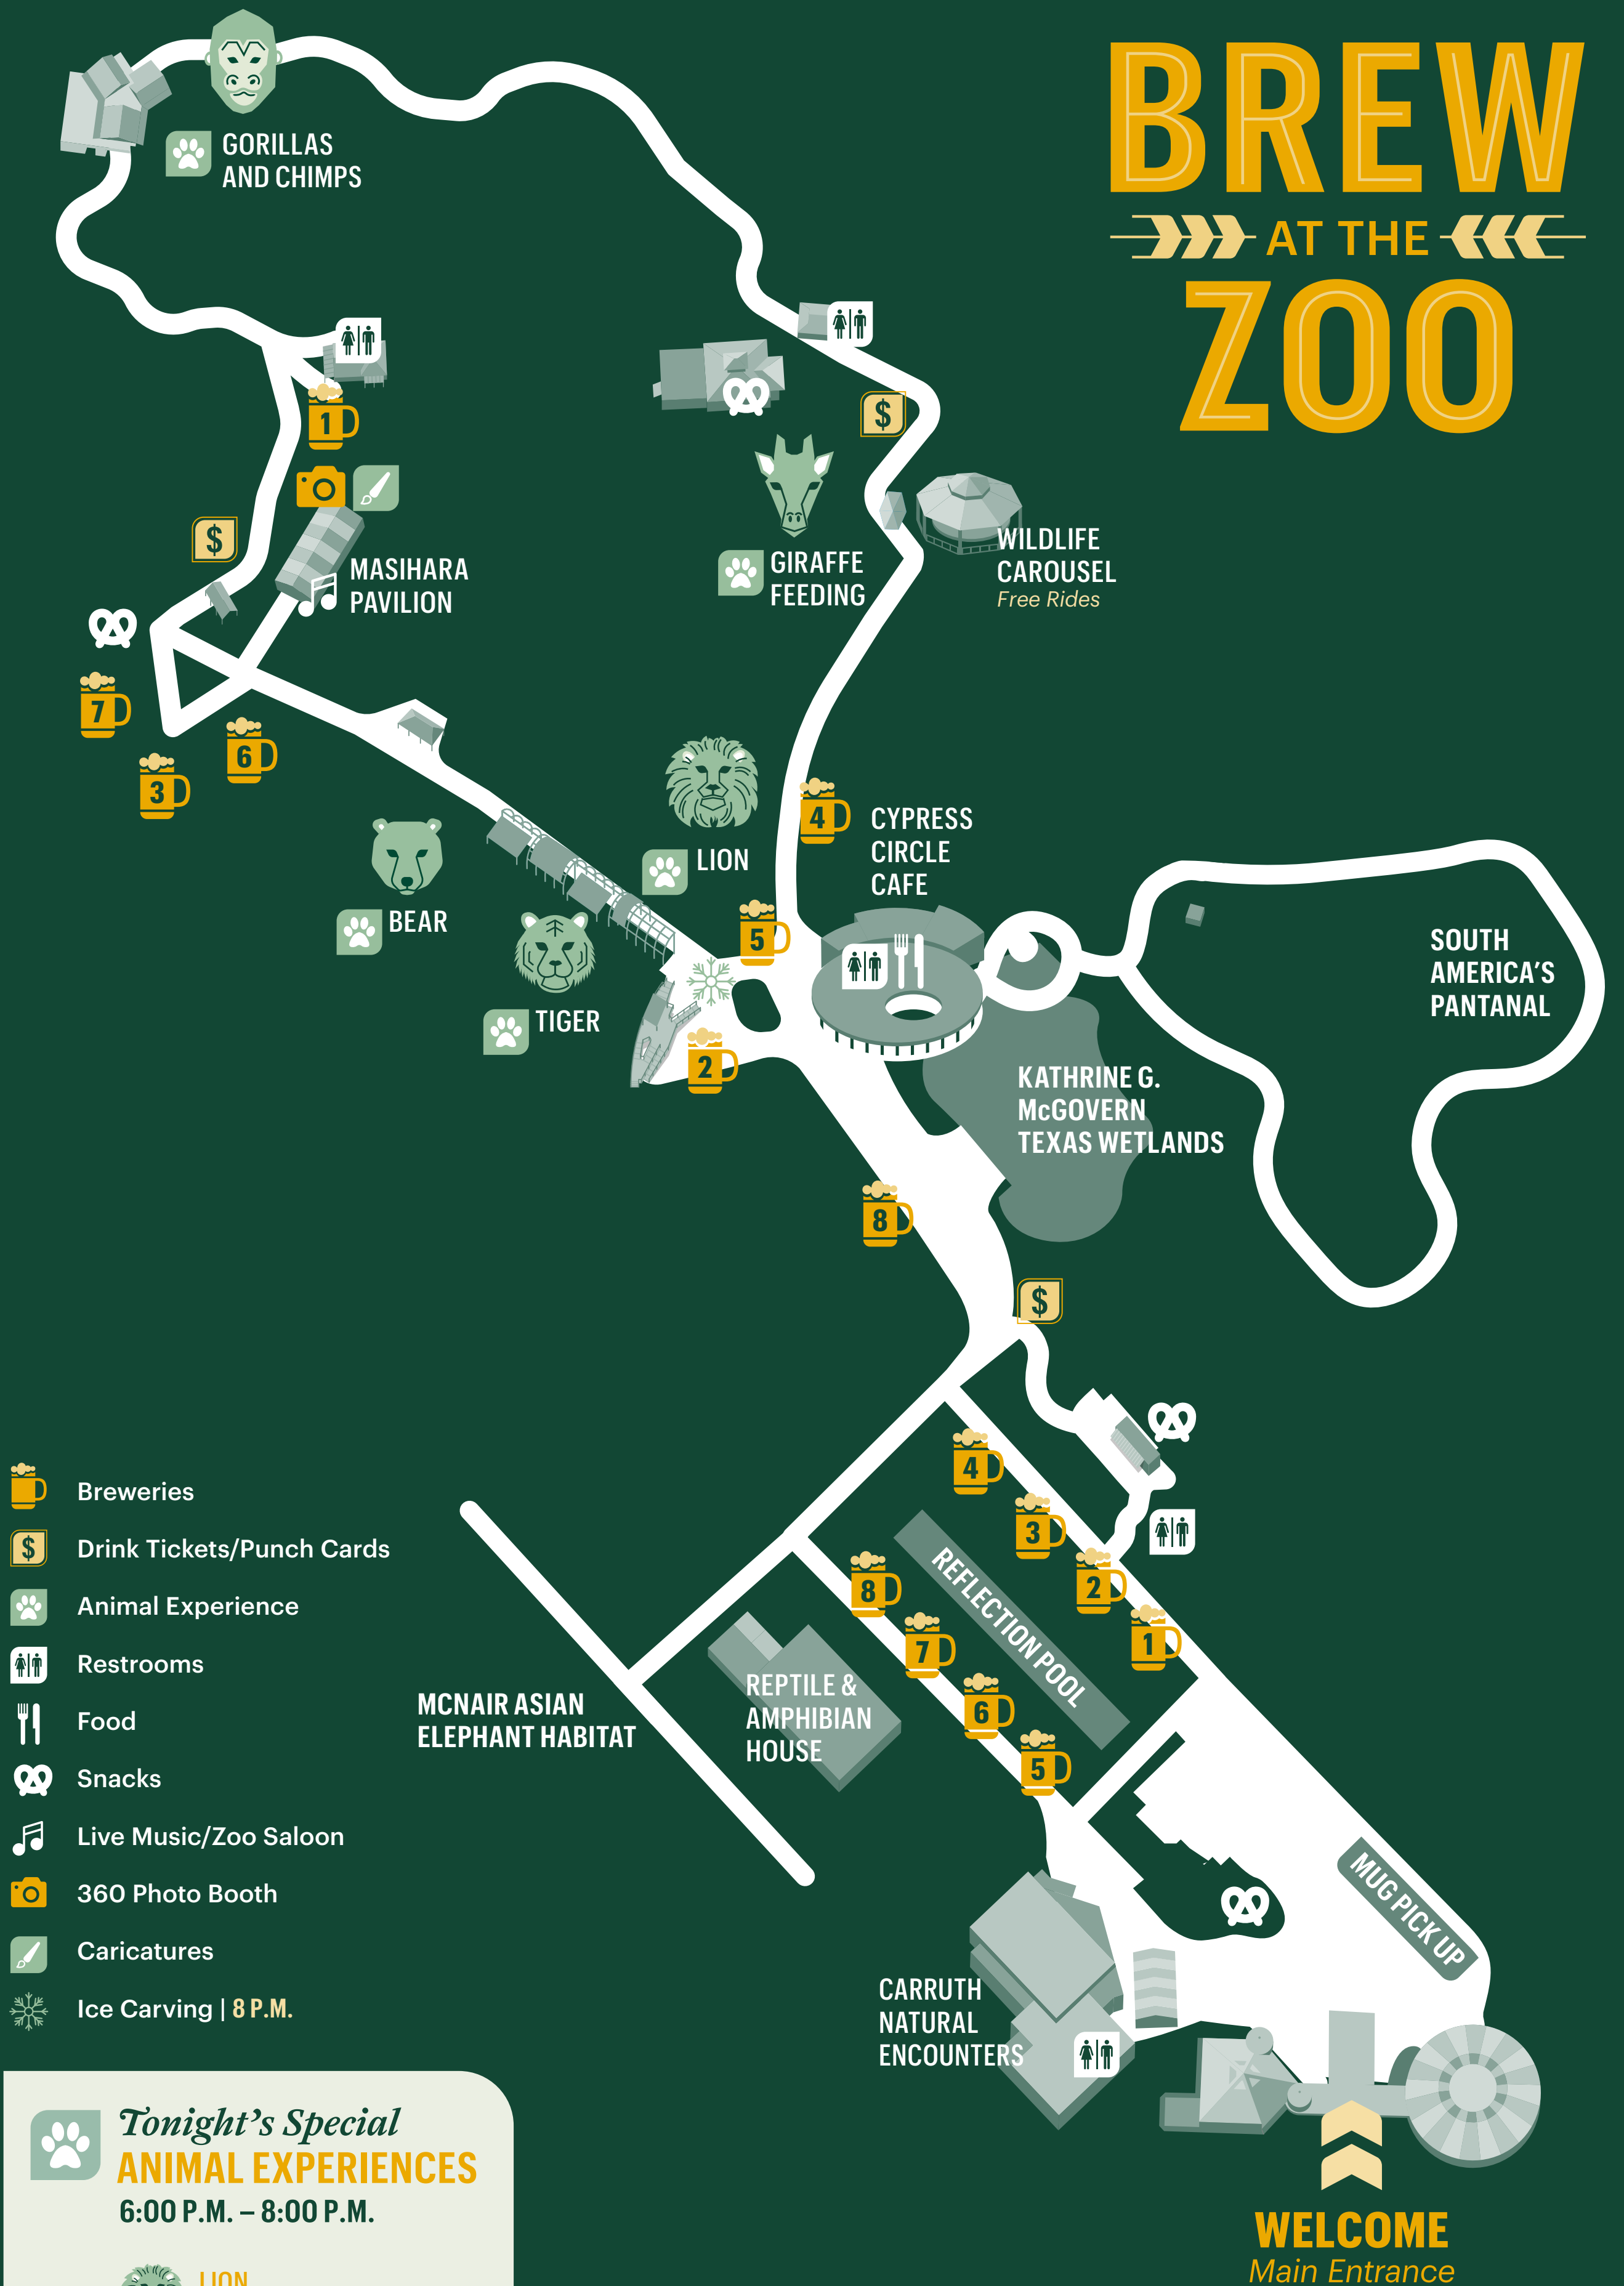 BREW
AT THE
ZOO
GORILLAS
AND CHIMPS
1
$
$
MASIHARA
PAVILION
GIRAFFE
FEEDING
WILDLIFE
CAROUSEL
Free Rides
7
6
3
LION
4
CYPRESS
CIRCLE
CAFE
BEAR
5
TIGER
2
SOUTH
AMERICA'S
PANTANAL
KATHRINE G.
McGOVERN
TEXAS WETLANDS
8
$
4
3
2
1
8
7
6
5
REFLECTION POOL
REPTILE &
AMPHIBIAN
HOUSE
MCNAIR ASIAN
ELEPHANT HABITAT
MUG PICK UP
CARRUTH
NATURAL
ENCOUNTERS
WELCOME
Main Entrance
Breweries
$ Drink Tickets/Punch Cards
Animal Experience
Restrooms
Food
Snacks
Live Music/Zoo Saloon
360 Photo Booth
Caricatures
Ice Carving | 8 P.M.
Tonight's Special
ANIMAL EXPERIENCES
6:00 P.M. – 8:00 P.M.
LION